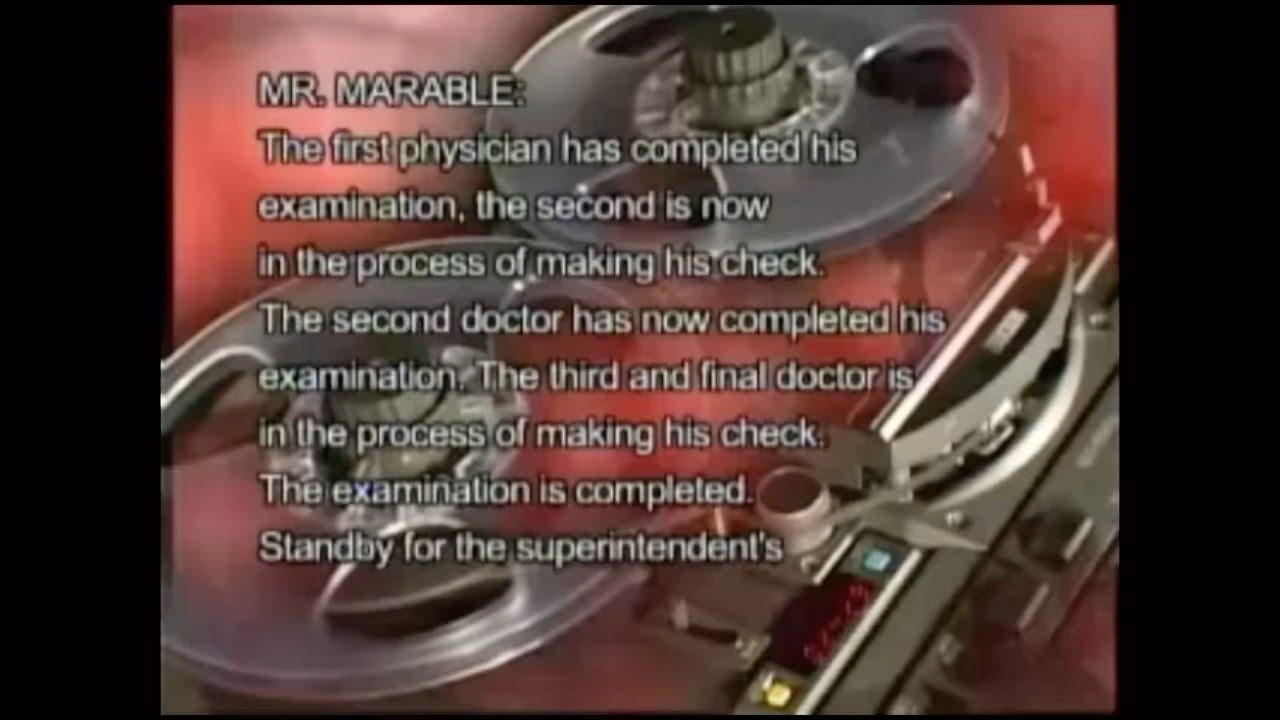 MR. MARABLE:
The first physician has completed his
examination, the second is now
in the process of making his check.
The second doctor has now completed his
examination. The third and final doctor is
in the process of making his check.
The examination is completed.
Standby for the superintendent's